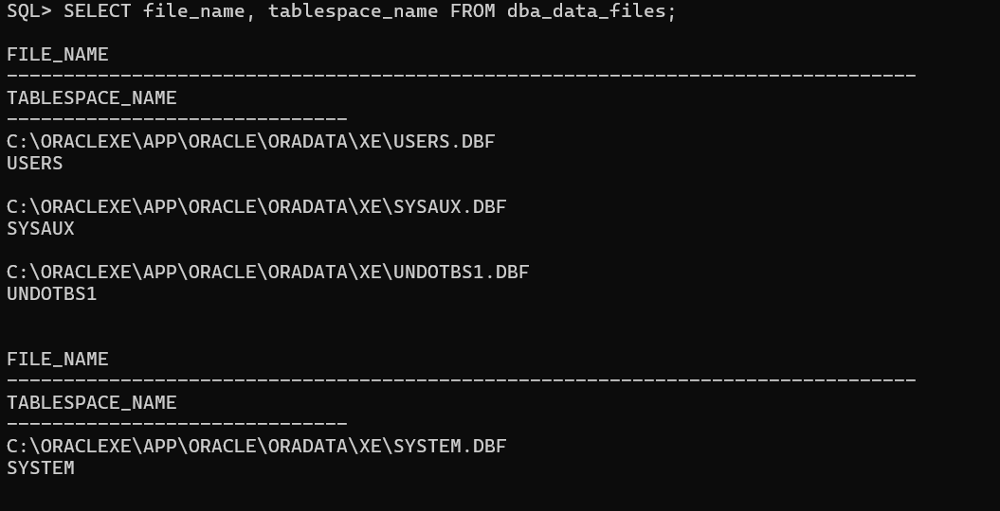 SQL> SELECT file_name, tablespace_name FROM dba_data_files;
FILE_NAME
--------------------------------------------------------------------------------
TABLESPACE_NAME
------------------------------
C:\ORACLEXE\APP\ORACLE\ORADATA\XE\USERS.DBF
USERS
C:\ORACLEXE\APP\ORACLE\ORADATA\XE\SYSAUX.DBF
SYSAUX
C:\ORACLEXE\APP\ORACLE\ORADATA\XE\UNDOTBS1.DBF
UNDOTBS1
FILE_NAME
--------------------------------------------------------------------------------
TABLESPACE_NAME
------------------------------
C:\ORACLEXE\APP\ORACLE\ORADATA\XE\SYSTEM.DBF
SYSTEM